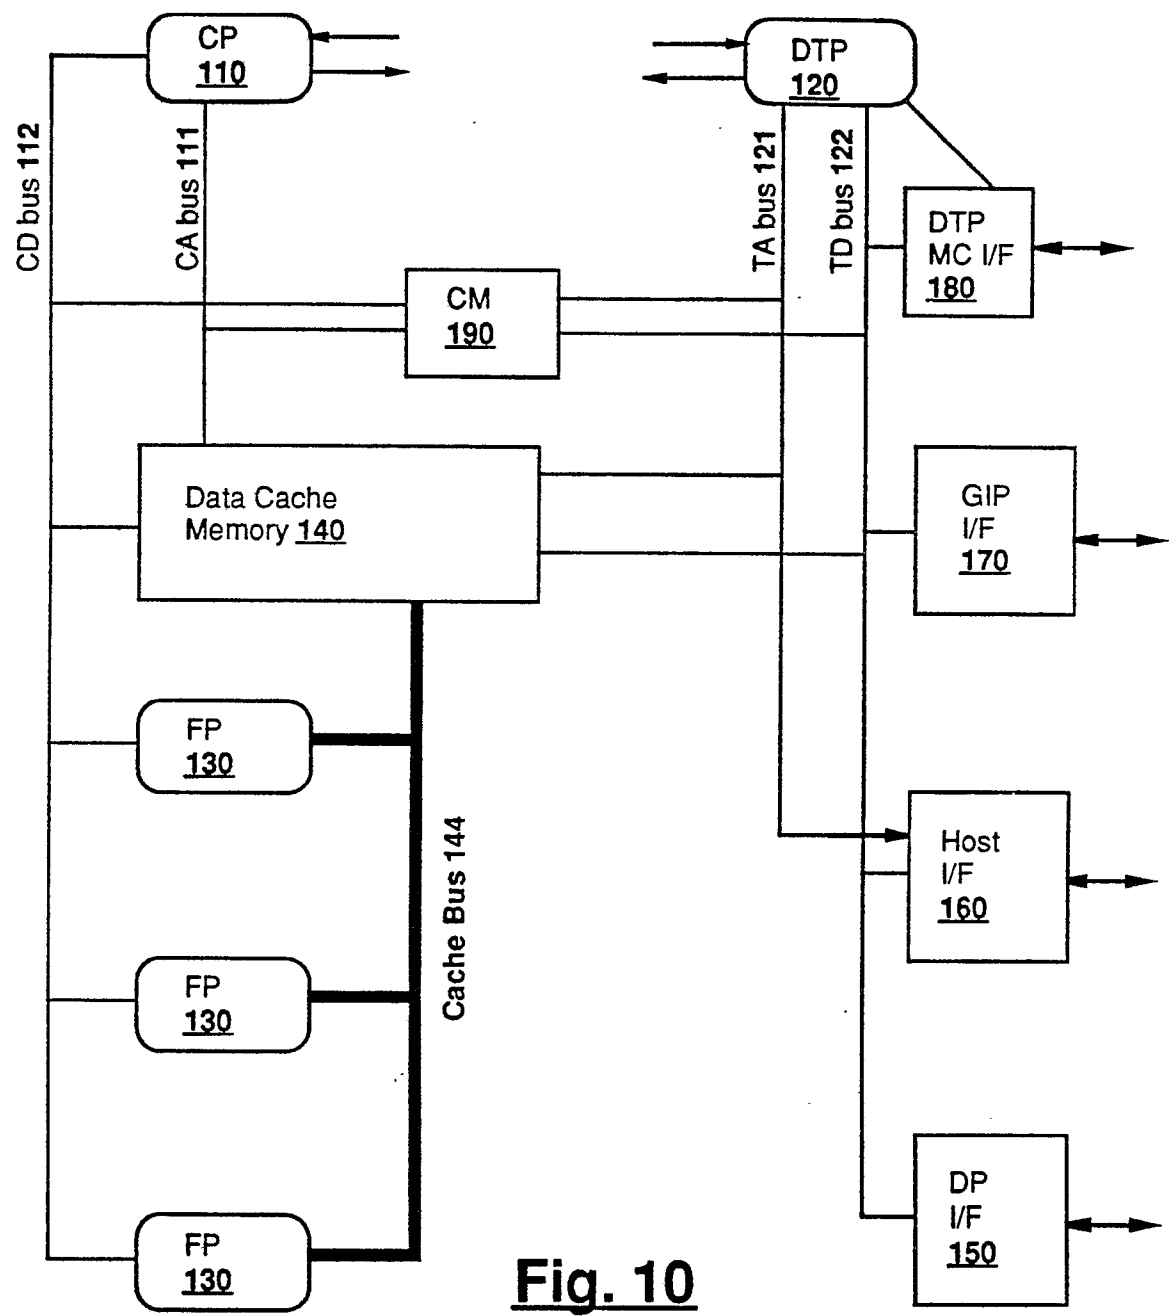 CP
110
DTP
120
CD bus 112
CA bus 111
TA bus 121
TD bus 122
DTP
MC I/F
180
CM
190
Data Cache
Memory 140
GIP
I/F
170
FP
130
Cache Bus 144
Host
I/F
160
FP
130
DP
I/F
150
FP
130
Fig. 10